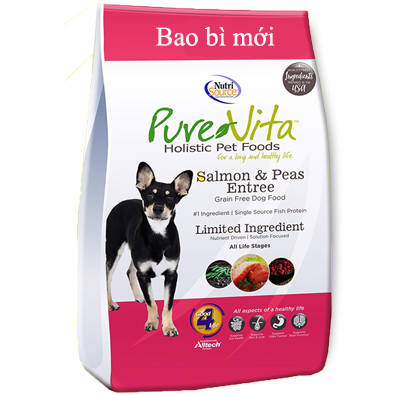 Bao bì mới
Nutri
Source
Ingredients
USA
PureVita™
Holistic Pet Foods
for a long and healthy life.
Salmon & Peas
Entree
Grain Free Dog Food
#1 Ingredient | Single Source Fish Protein
Limited Ingredient
Nutrient Driven | Solution Focused
All Life Stages
Good
4
Life
Alltech
All aspects of a healthy life